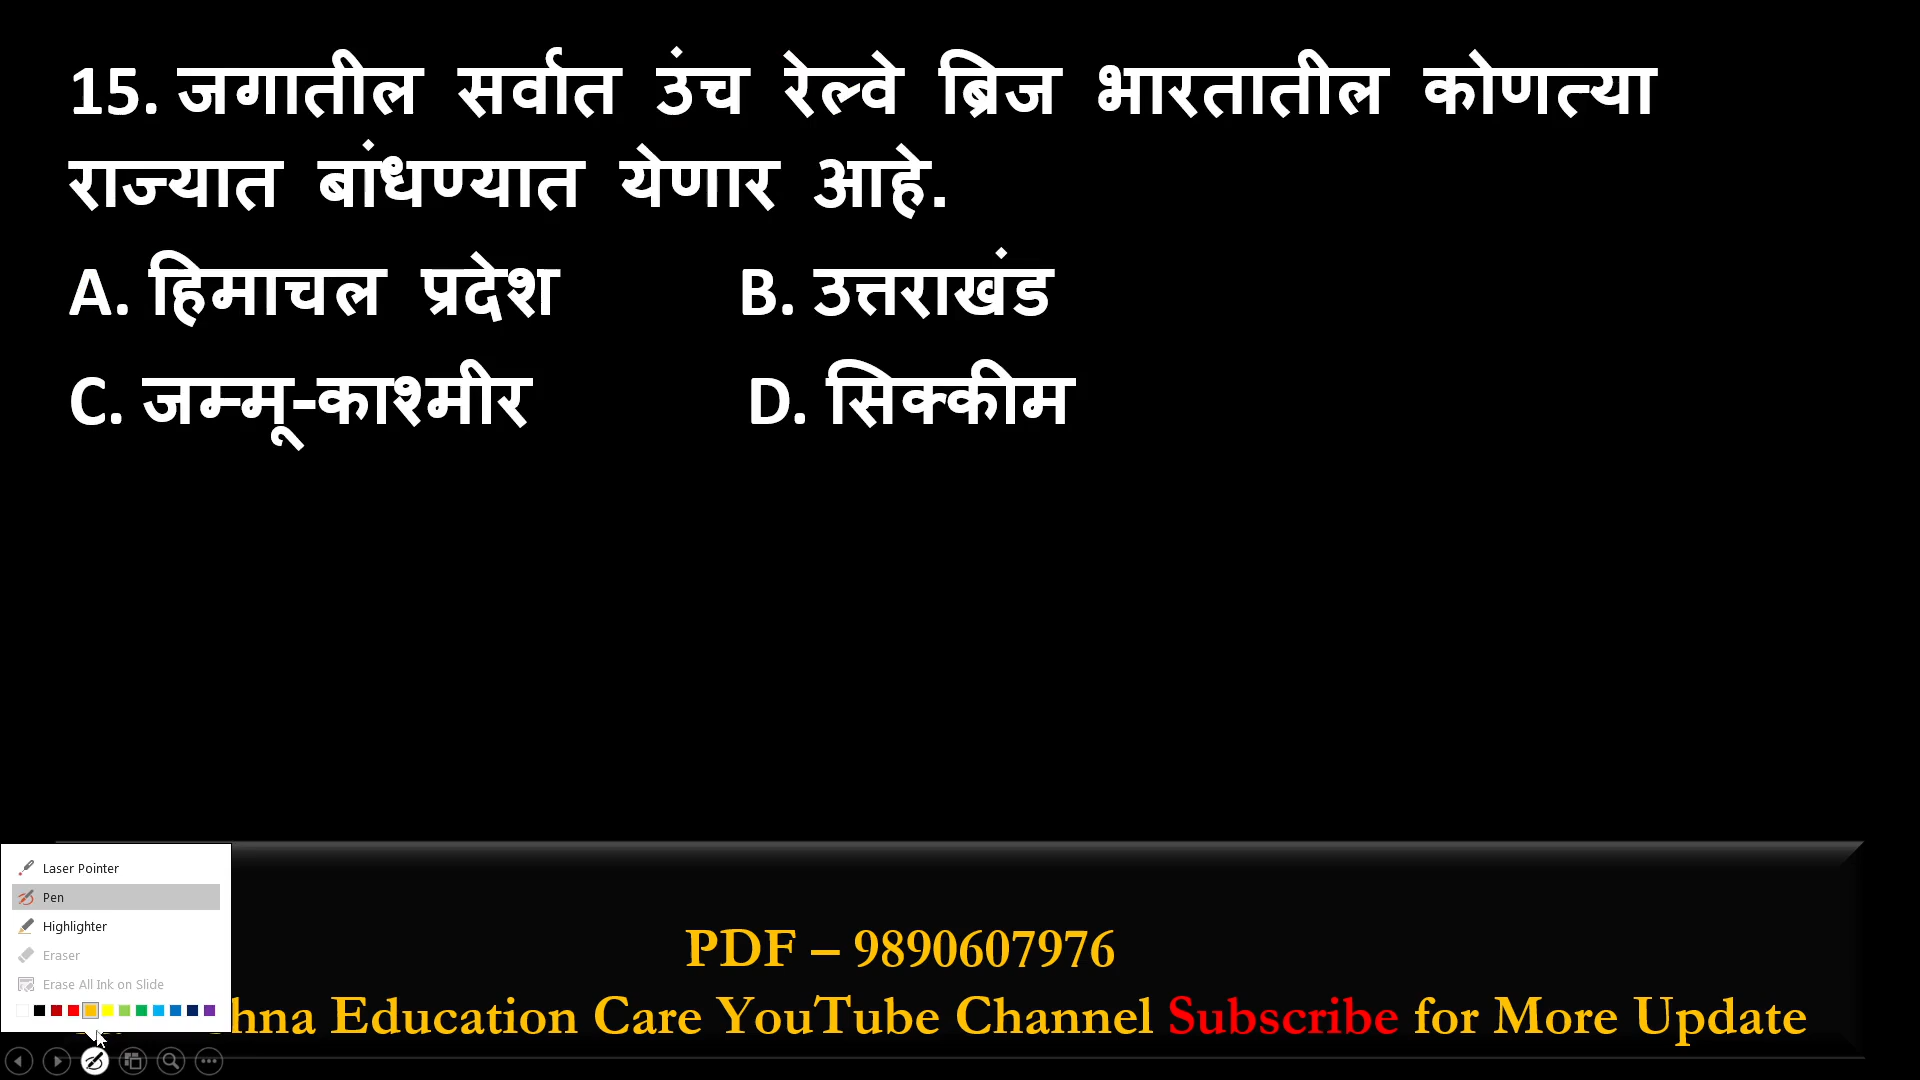 15. जगातील सर्वात उंच रेल्वे ब्रिज भारतातील कोणत्या
राज्यात बांधण्यात येणार आहे.
A. हिमाचल प्रदेश B. उत्तराखंड
C. जम्मू-काश्मीर D. सिक्कीम
Laser Pointer
Pen
Highlighter
Eraser
Erase All Ink on Slide
PDF – 9890607976
Education Care YouTube Channel Subscribe for More Update